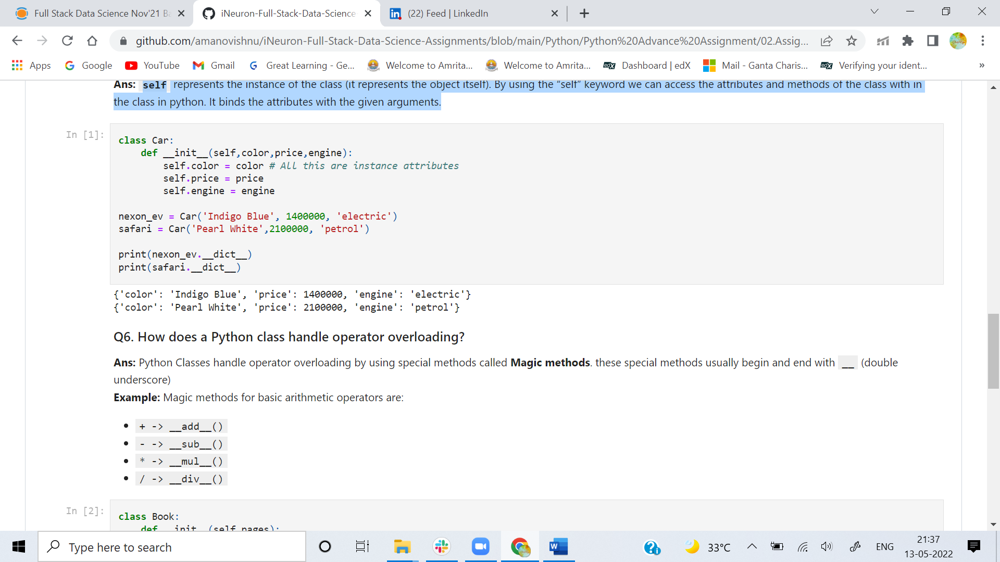 Full Stack Data Science Nov'21 Ba
iNeuron-Full-Stack-Data-Science
(22) Feed | LinkedIn
github.com/amanovishnu/iNeuron-Full-Stack-Data-Science-Assignments/blob/main/Python/Python%20Advance%20Assignment/02.Assig...
Apps Google YouTube Gmail Great Learning - Ge... Welcome to Amrita... Welcome to Amrita... Dashboard | edX Mail - Ganta Charis... Verifying your ident... »
Ans: self represents the instance of the class (it represents the object itself). By using the “self” keyword we can access the attributes and methods of the class with in
the class in python. It binds the attributes with the given arguments.
In [1]:
class Car:
    def __init__(self,color,price,engine):
        self.color = color # All this are instance attributes
        self.price = price
        self.engine = engine
nexon_ev = Car('Indigo Blue', 1400000, 'electric')
safari = Car('Pearl White',2100000, 'petrol')
print(nexon_ev.__dict__)
print(safari.__dict__)
{'color': 'Indigo Blue', 'price': 1400000, 'engine': 'electric'}
{'color': 'Pearl White', 'price': 2100000, 'engine': 'petrol'}
Q6. How does a Python class handle operator overloading?
Ans: Python Classes handle operator overloading by using special methods called Magic methods. these special methods usually begin and end with __ (double
underscore)
Example: Magic methods for basic arithmetic operators are:
• + -> __add__()
• - -> __sub__()
• * -> __mul__()
• / -> __div__()
In [2]:
class Book:
    def __init__(self,pages):
Type here to search
33°C
ENG
21:37
13-05-2022